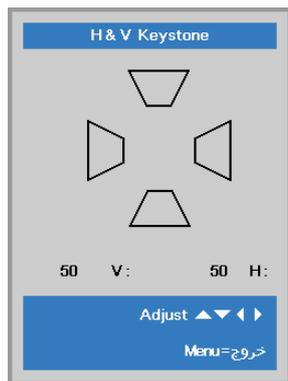 H & V Keystone
50 V: 50 H:
Adjust ▲▼◀▶
خروج=Menu